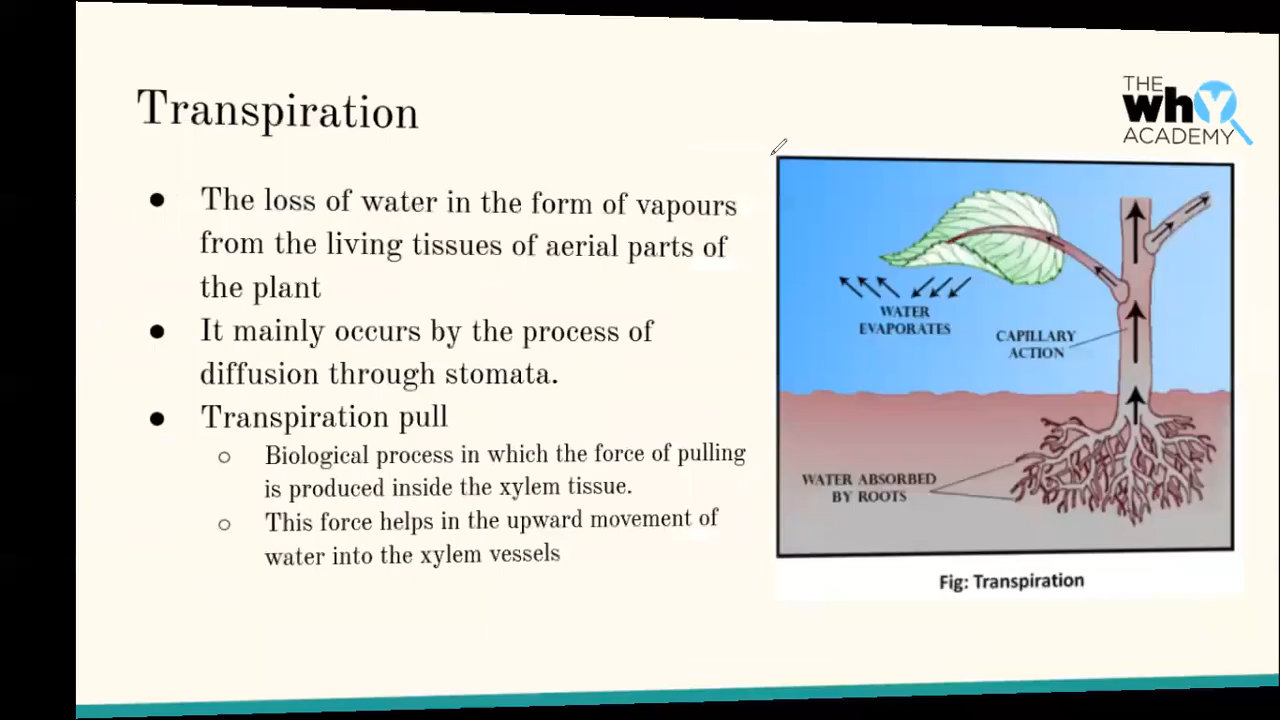 Transpiration
THE
whY
ACADEMY
● The loss of water in the form of vapours
from the living tissues of aerial parts of
the plant
● It mainly occurs by the process of
diffusion through stomata.
● Transpiration pull
○ Biological process in which the force of pulling
is produced inside the xylem tissue.
○ This force helps in the upward movement of
water into the xylem vessels
WATER
EVAPORATES
CAPILLARY
ACTION
WATER ABSORBED
BY ROOTS
Fig: Transpiration